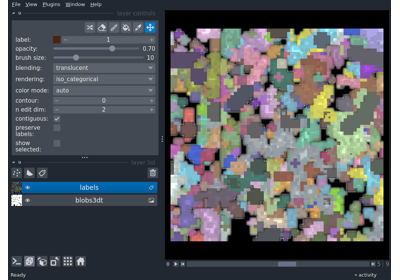 File View Plugins Window Help
layer controls
label: 1
opacity: 0.70
brush size: 10
blending: translucent
rendering: iso_categorical
color mode: auto
contour: 0
n edit dim: 2
contiguous:
preserve
labels:
show
selected:
layer list
labels
blobs3dt
Ready
activity